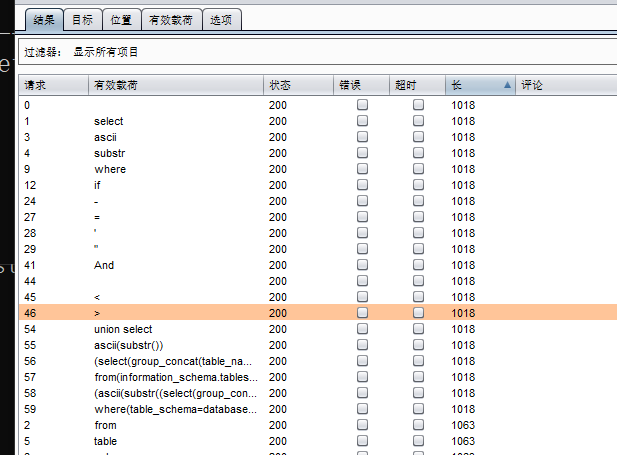 结果 目标 位置 有效载荷 选项
过滤器： 显示所有项目
请求 有效载荷 状态 错误 超时 长 评论
0 200 1018
1 select 200 1018
3 ascii 200 1018
4 substr 200 1018
9 where 200 1018
12 if 200 1018
24 - 200 1018
27 = 200 1018
28 ' 200 1018
29 " 200 1018
41 And 200 1018
44 200 1018
45 < 200 1018
46 > 200 1018
54 union select 200 1018
55 ascii(substr()) 200 1018
56 (select(group_concat(table_na... 200 1018
57 from(information_schema.tables... 200 1018
58 (ascii(substr((select(group_con... 200 1018
59 where(table_schema=database... 200 1018
2 from 200 1063
5 table 200 1063